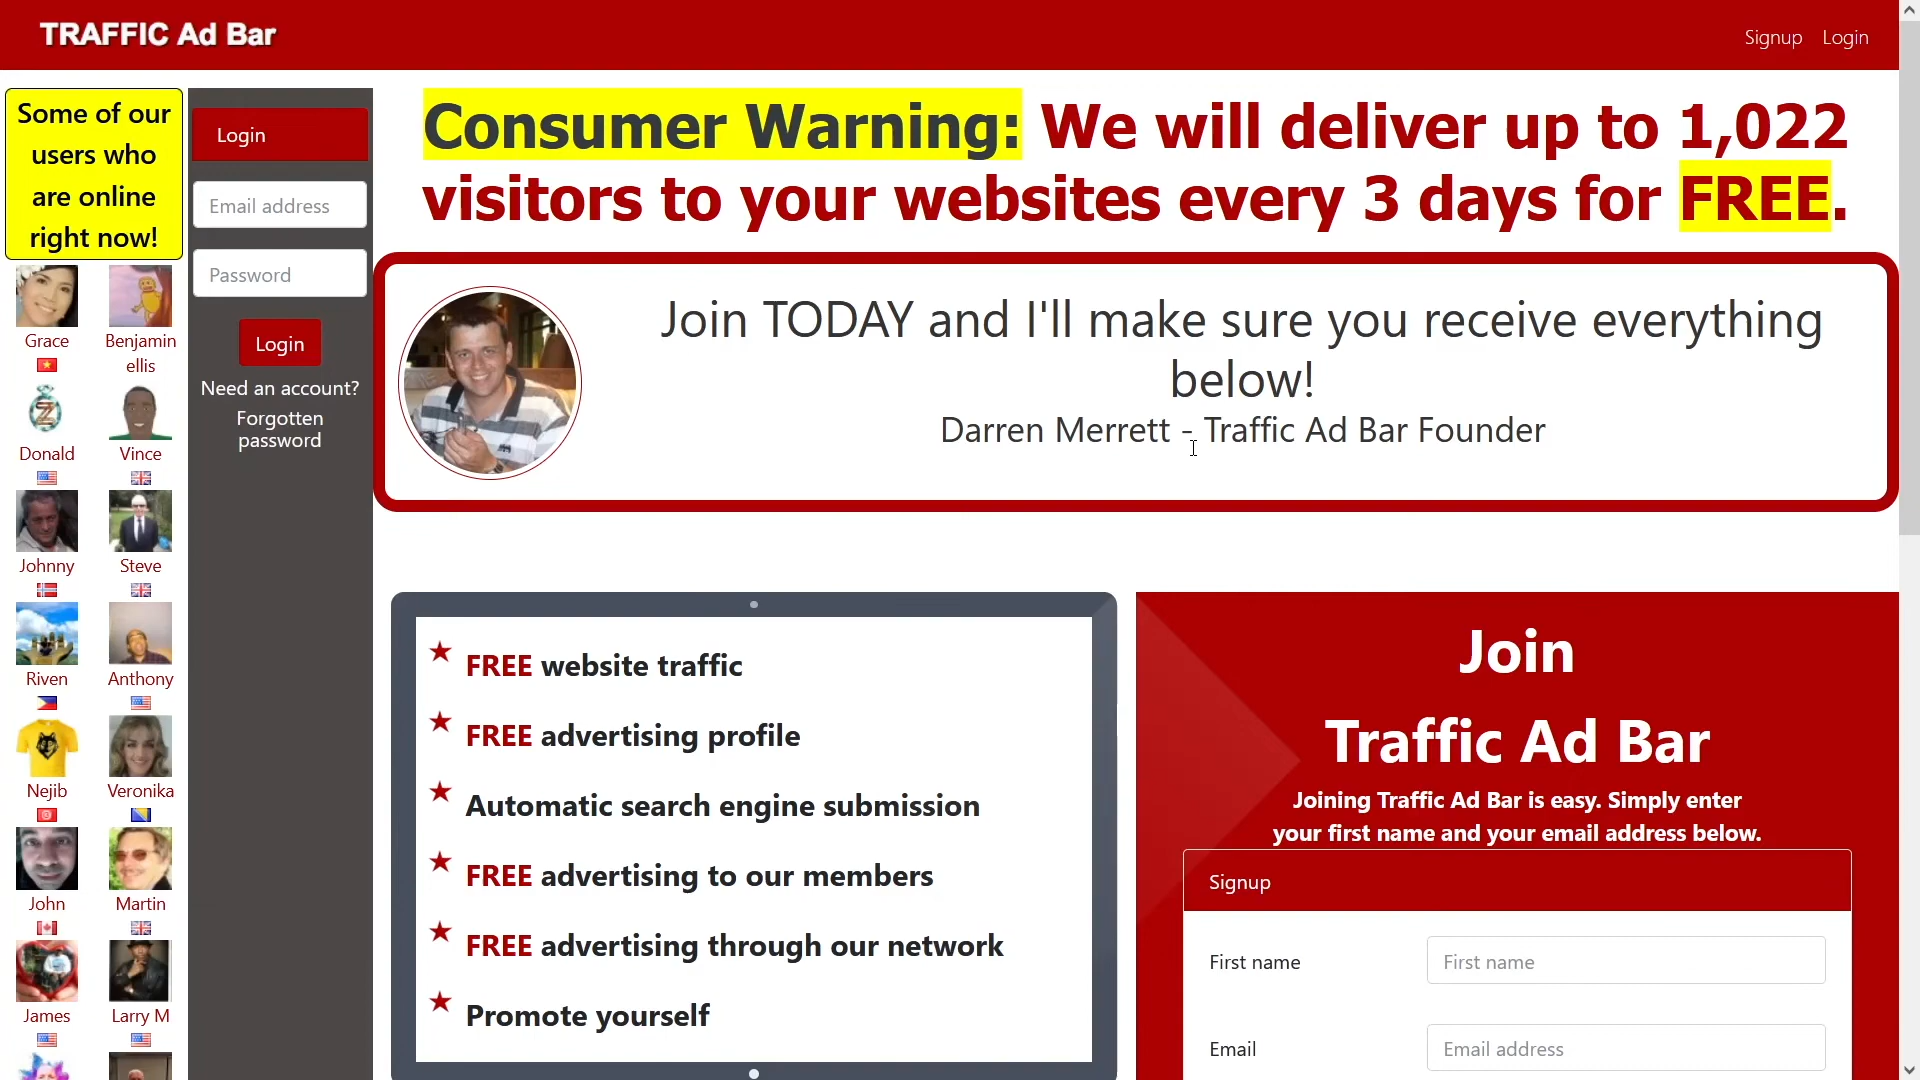 TRAFFIC Ad Bar
Signup Login
Some of our
users who
are online
right now!
Grace
Benjamin
ellis
Donald
Vince
Johnny
Steve
Riven
Anthony
Nejib
Veronika
John
Martin
James
Larry M
Login
Email address
Password
Login
Need an account?
Forgotten
password
Consumer Warning: We will deliver up to 1,022
visitors to your websites every 3 days for FREE.
Join TODAY and I'll make sure you receive everything
below!
Darren Merrett - Traffic Ad Bar Founder
FREE website traffic
FREE advertising profile
Automatic search engine submission
FREE advertising to our members
FREE advertising through our network
Promote yourself
Join
Traffic Ad Bar
Joining Traffic Ad Bar is easy. Simply enter
your first name and your email address below.
Signup
First name First name
Email Email address